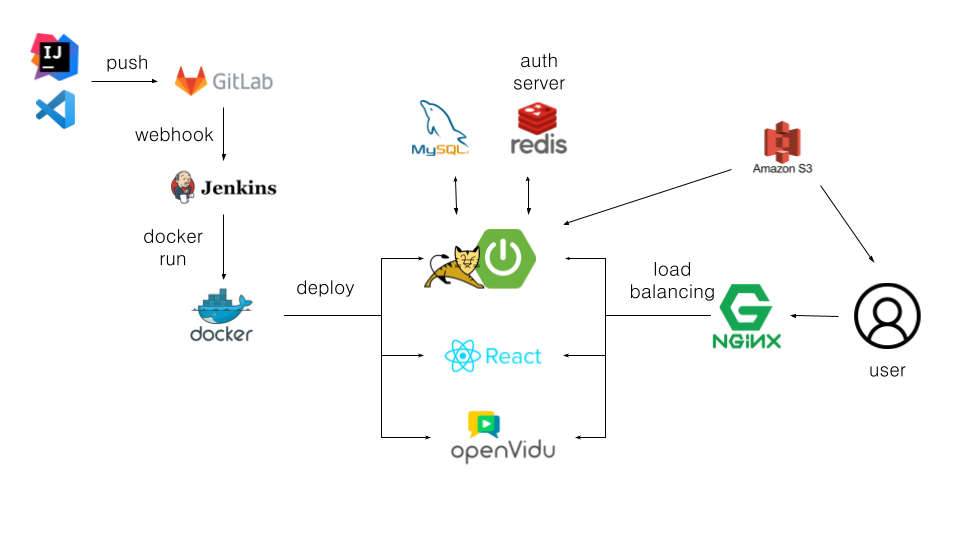 IJ
push
GitLab
webhook
Jenkins
docker
run
docker
deploy
MySQL
auth
server
redis
Amazon S3
load
balancing
NGINX
React
openVidu
user